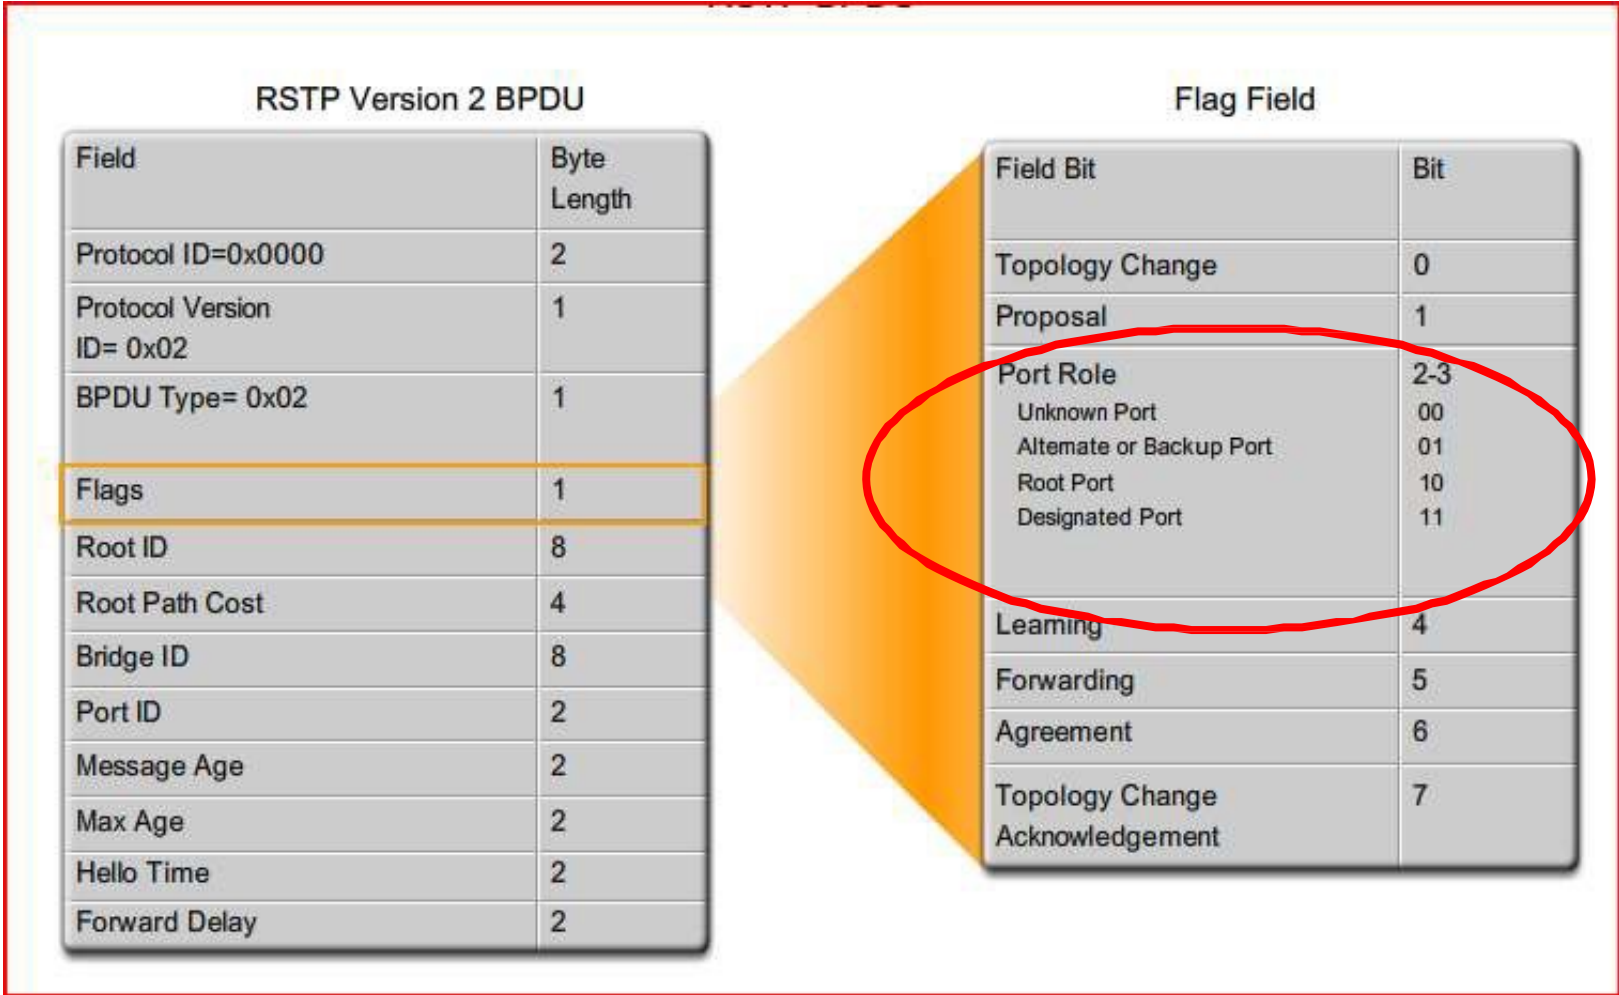 RSTP Version 2 BPDU
Field Byte
Length
Protocol ID=0x0000 2
Protocol Version 1
ID= 0x02
BPDU Type= 0x02 1
Flags 1
Root ID 8
Root Path Cost 4
Bridge ID 8
Port ID 2
Message Age 2
Max Age 2
Hello Time 2
Forward Delay 2
Flag Field
Field Bit Bit
Topology Change 0
Proposal 1
Port Role 2-3
Unknown Port 00
Alternate or Backup Port 01
Root Port 10
Designated Port 11
Learning 4
Forwarding 5
Agreement 6
Topology Change 7
Acknowledgement